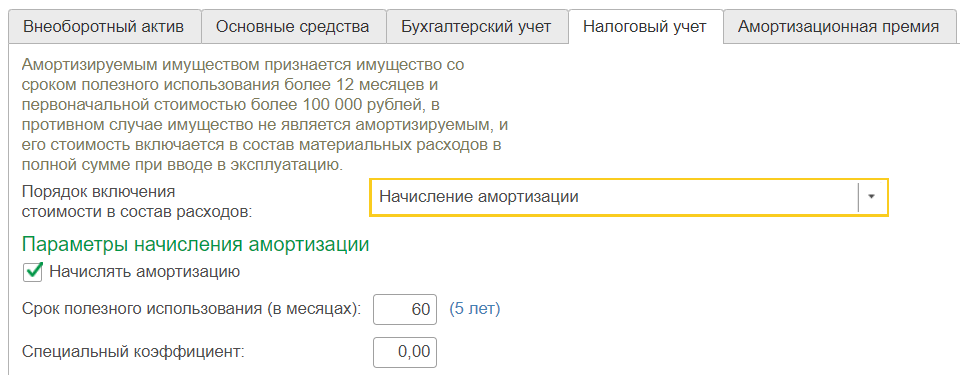 Внеоборотный актив Основные средства Бухгалтерский учет Налоговый учет Амортизационная премия
Амортизируемым имуществом признается имущество со
сроком полезного использования более 12 месяцев и
первоначальной стоимостью более 100 000 рублей, в
противном случае имущество не является амортизируемым, и
его стоимость включается в состав материальных расходов в
полной сумме при вводе в эксплуатацию.
Порядок включения
стоимости в состав расходов:
Начисление амортизации
Параметры начисления амортизации
Начислять амортизацию
Срок полезного использования (в месяцах): 60 (5 лет)
Специальный коэффициент: 0,00